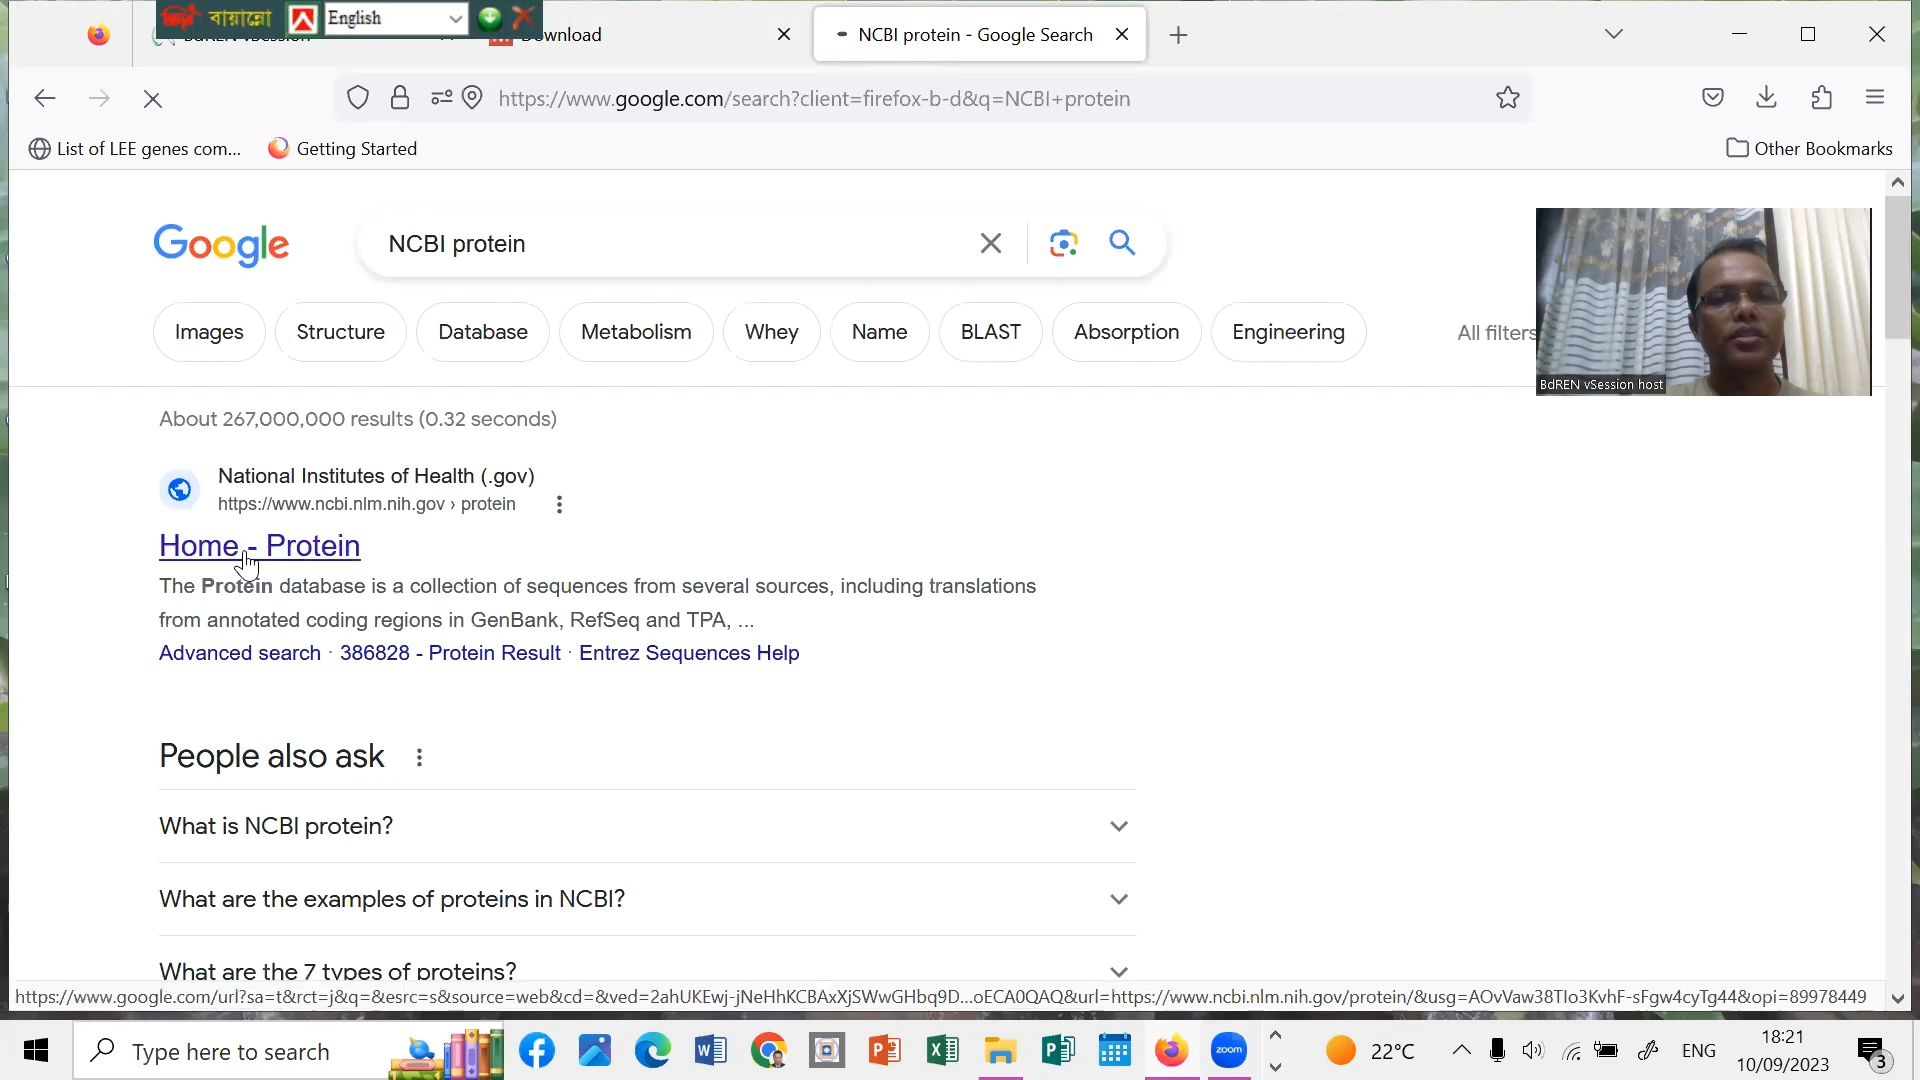 বায়ান্নো
English
Download
NCBI protein - Google Search
https://www.google.com/search?client=firefox-b-d&q=NCBI+protein
List of LEE genes com...
Getting Started
Other Bookmarks
Google
NCBI protein
Images
Structure
Database
Metabolism
Whey
Name
BLAST
Absorption
Engineering
All filters
BdREN vSession host
About 267,000,000 results (0.32 seconds)
National Institutes of Health (.gov)
https://www.ncbi.nlm.nih.gov › protein
Home - Protein
The Protein database is a collection of sequences from several sources, including translations
from annotated coding regions in GenBank, RefSeq and TPA, ...
Advanced search · 386828 - Protein Result · Entrez Sequences Help
People also ask
What is NCBI protein?
What are the examples of proteins in NCBI?
What are the 7 types of proteins?
https://www.google.com/url?sa=t&rct=j&q=&esrc=s&source=web&cd=&ved=2ahUKEwj-jNeHhKCBAxXjSWwGHbq9D...oECA0QAQ&url=https://www.ncbi.nlm.nih.gov/protein/&usg=AOvVaw38TIo3KvhF-sFgw4cyTg44&opi=89978449
Type here to search
zoom
22°C
ENG
18:21
10/09/2023
3